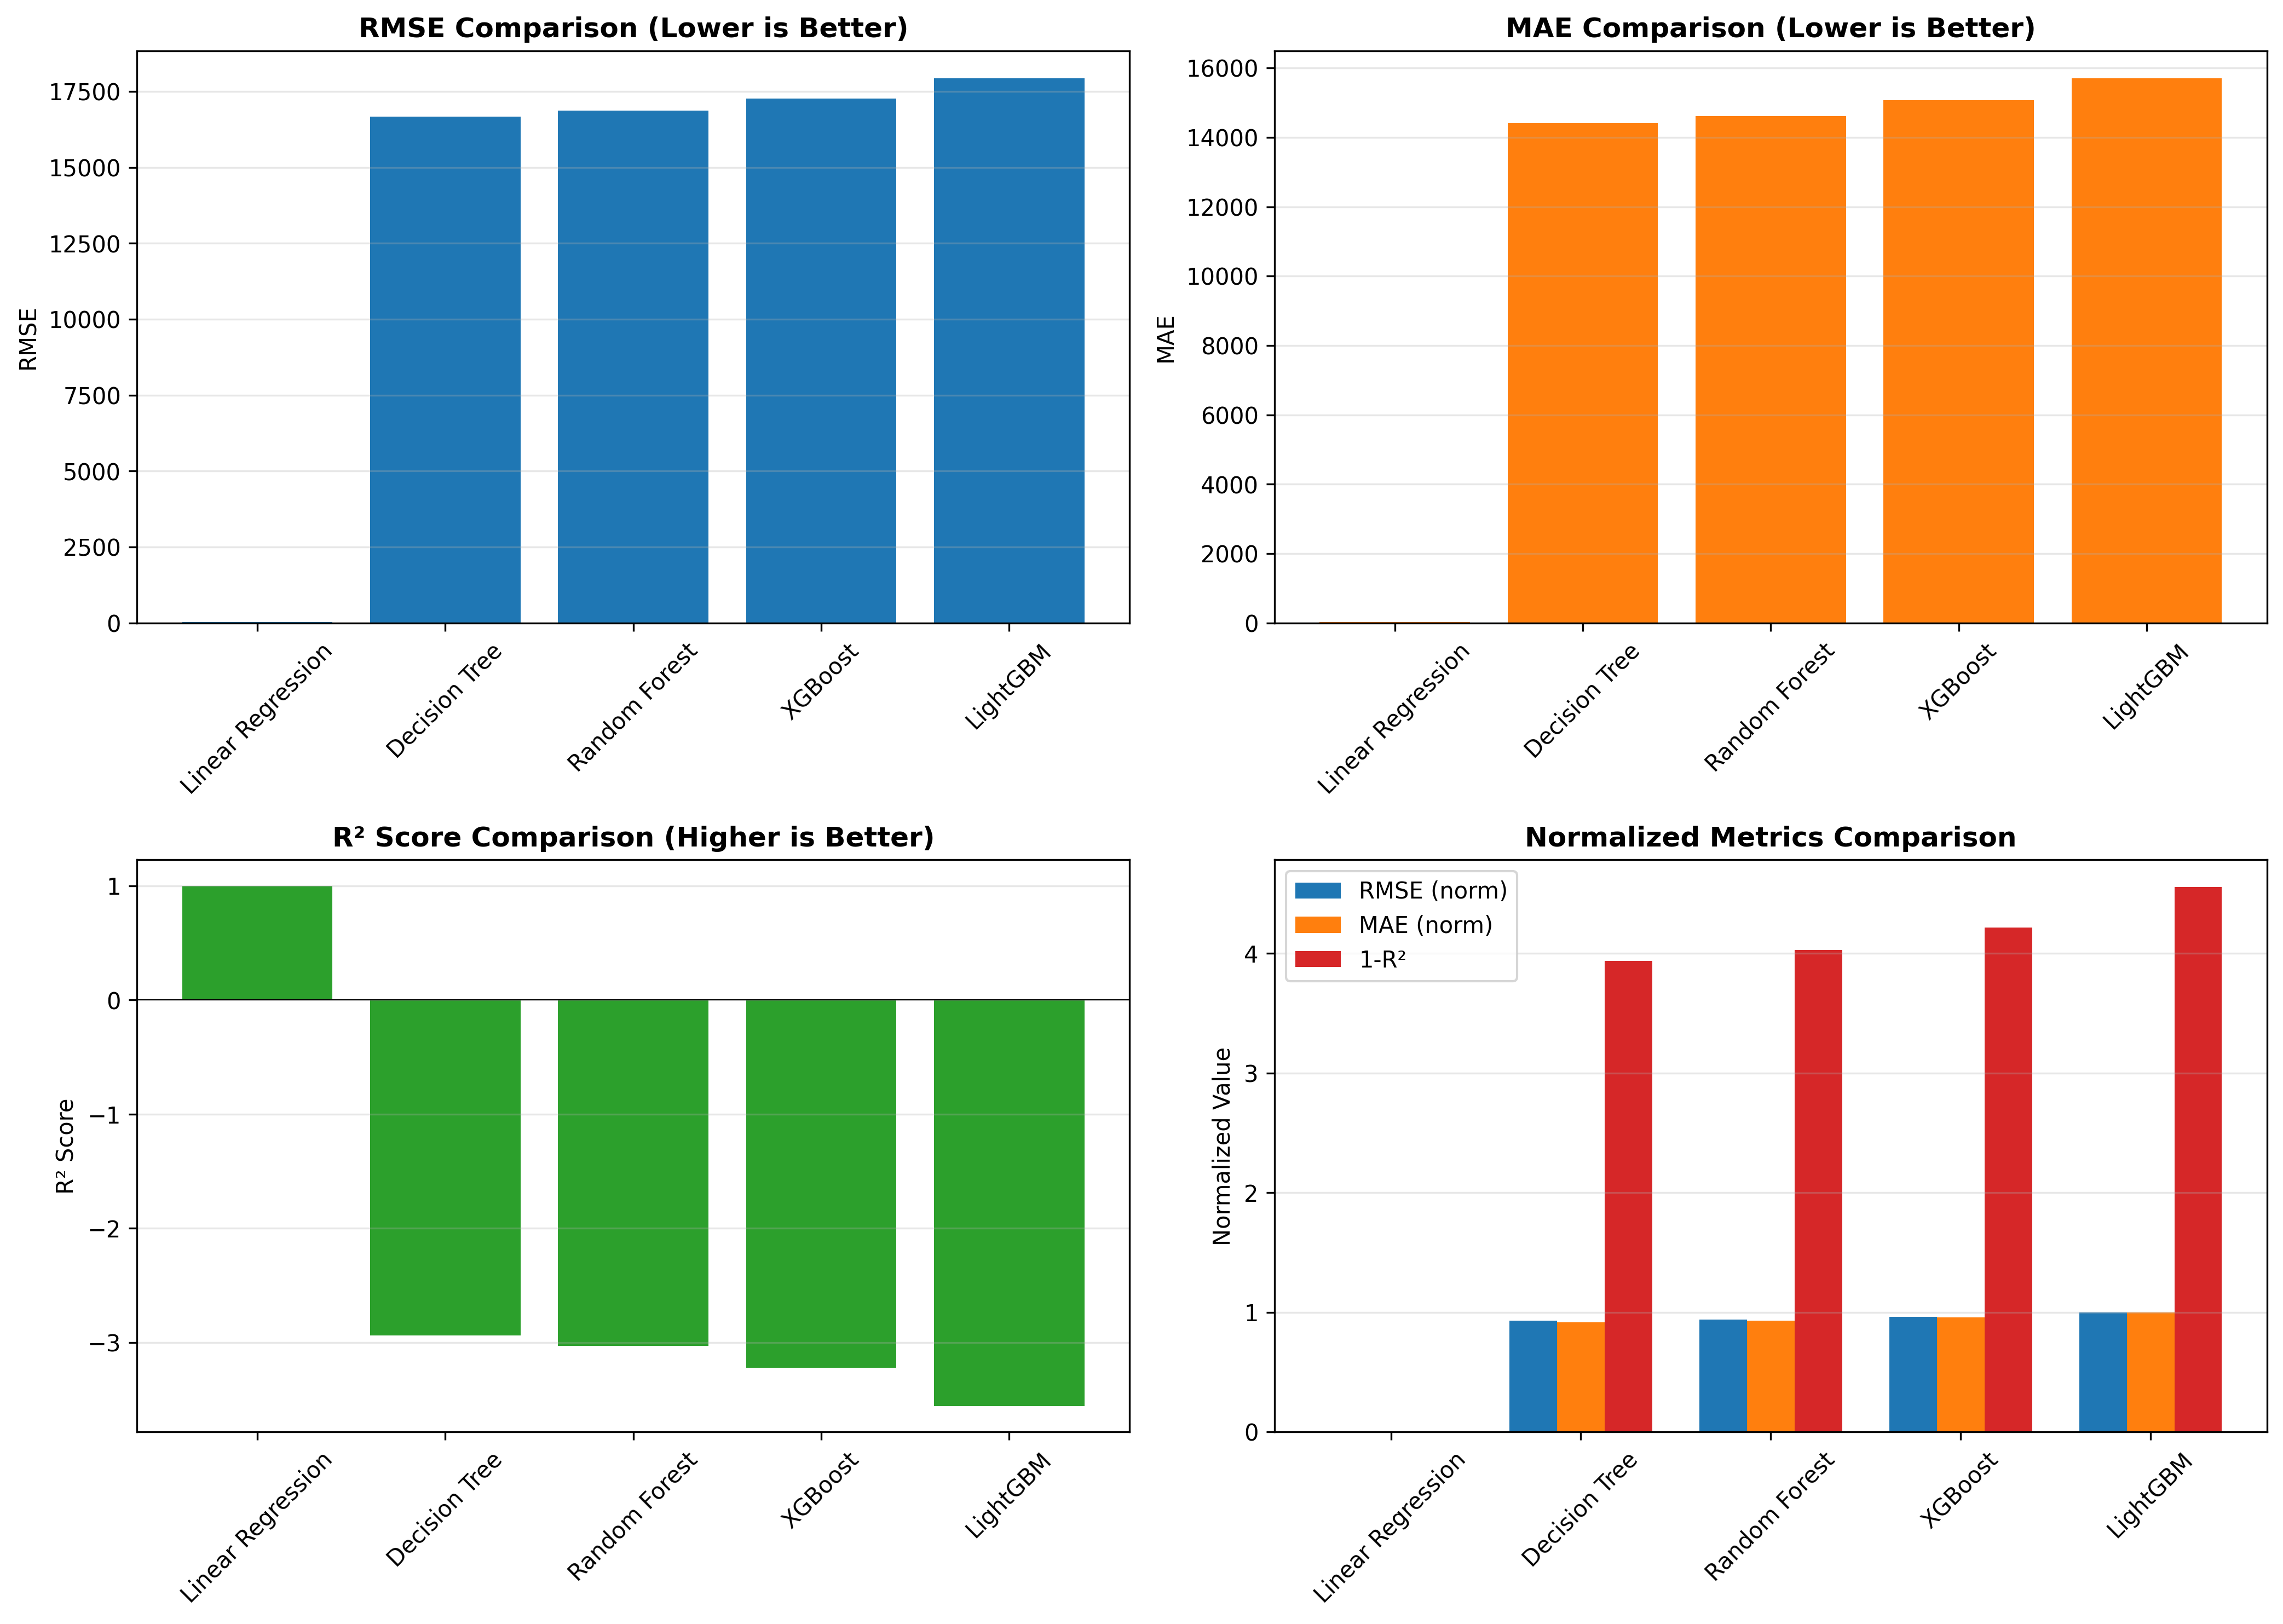 RMSE Comparison (Lower is Better)
17500
15000
12500
10000
7500
5000
2500
0
RMSE
Linear Regression
Decision Tree
Random Forest
XGBoost
LightGBM
MAE Comparison (Lower is Better)
16000
14000
12000
10000
8000
6000
4000
2000
0
MAE
Linear Regression
Decision Tree
Random Forest
XGBoost
LightGBM
R² Score Comparison (Higher is Better)
1
0
−1
−2
−3
R² Score
Linear Regression
Decision Tree
Random Forest
XGBoost
LightGBM
Normalized Metrics Comparison
RMSE (norm)
MAE (norm)
1-R²
4
3
2
1
0
Normalized Value
Linear Regression
Decision Tree
Random Forest
XGBoost
LightGBM